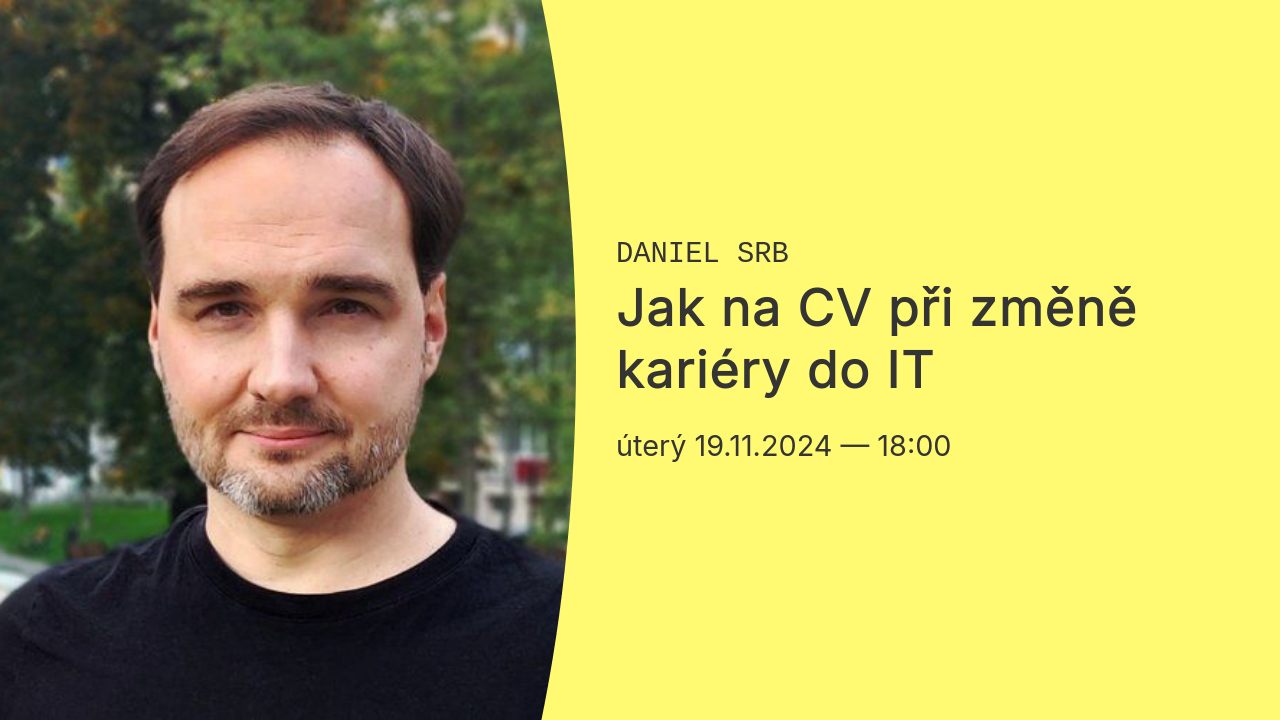 DANIEL SRB
Jak na CV při změně
kariéry do IT
úterý 19.11.2024 — 18:00